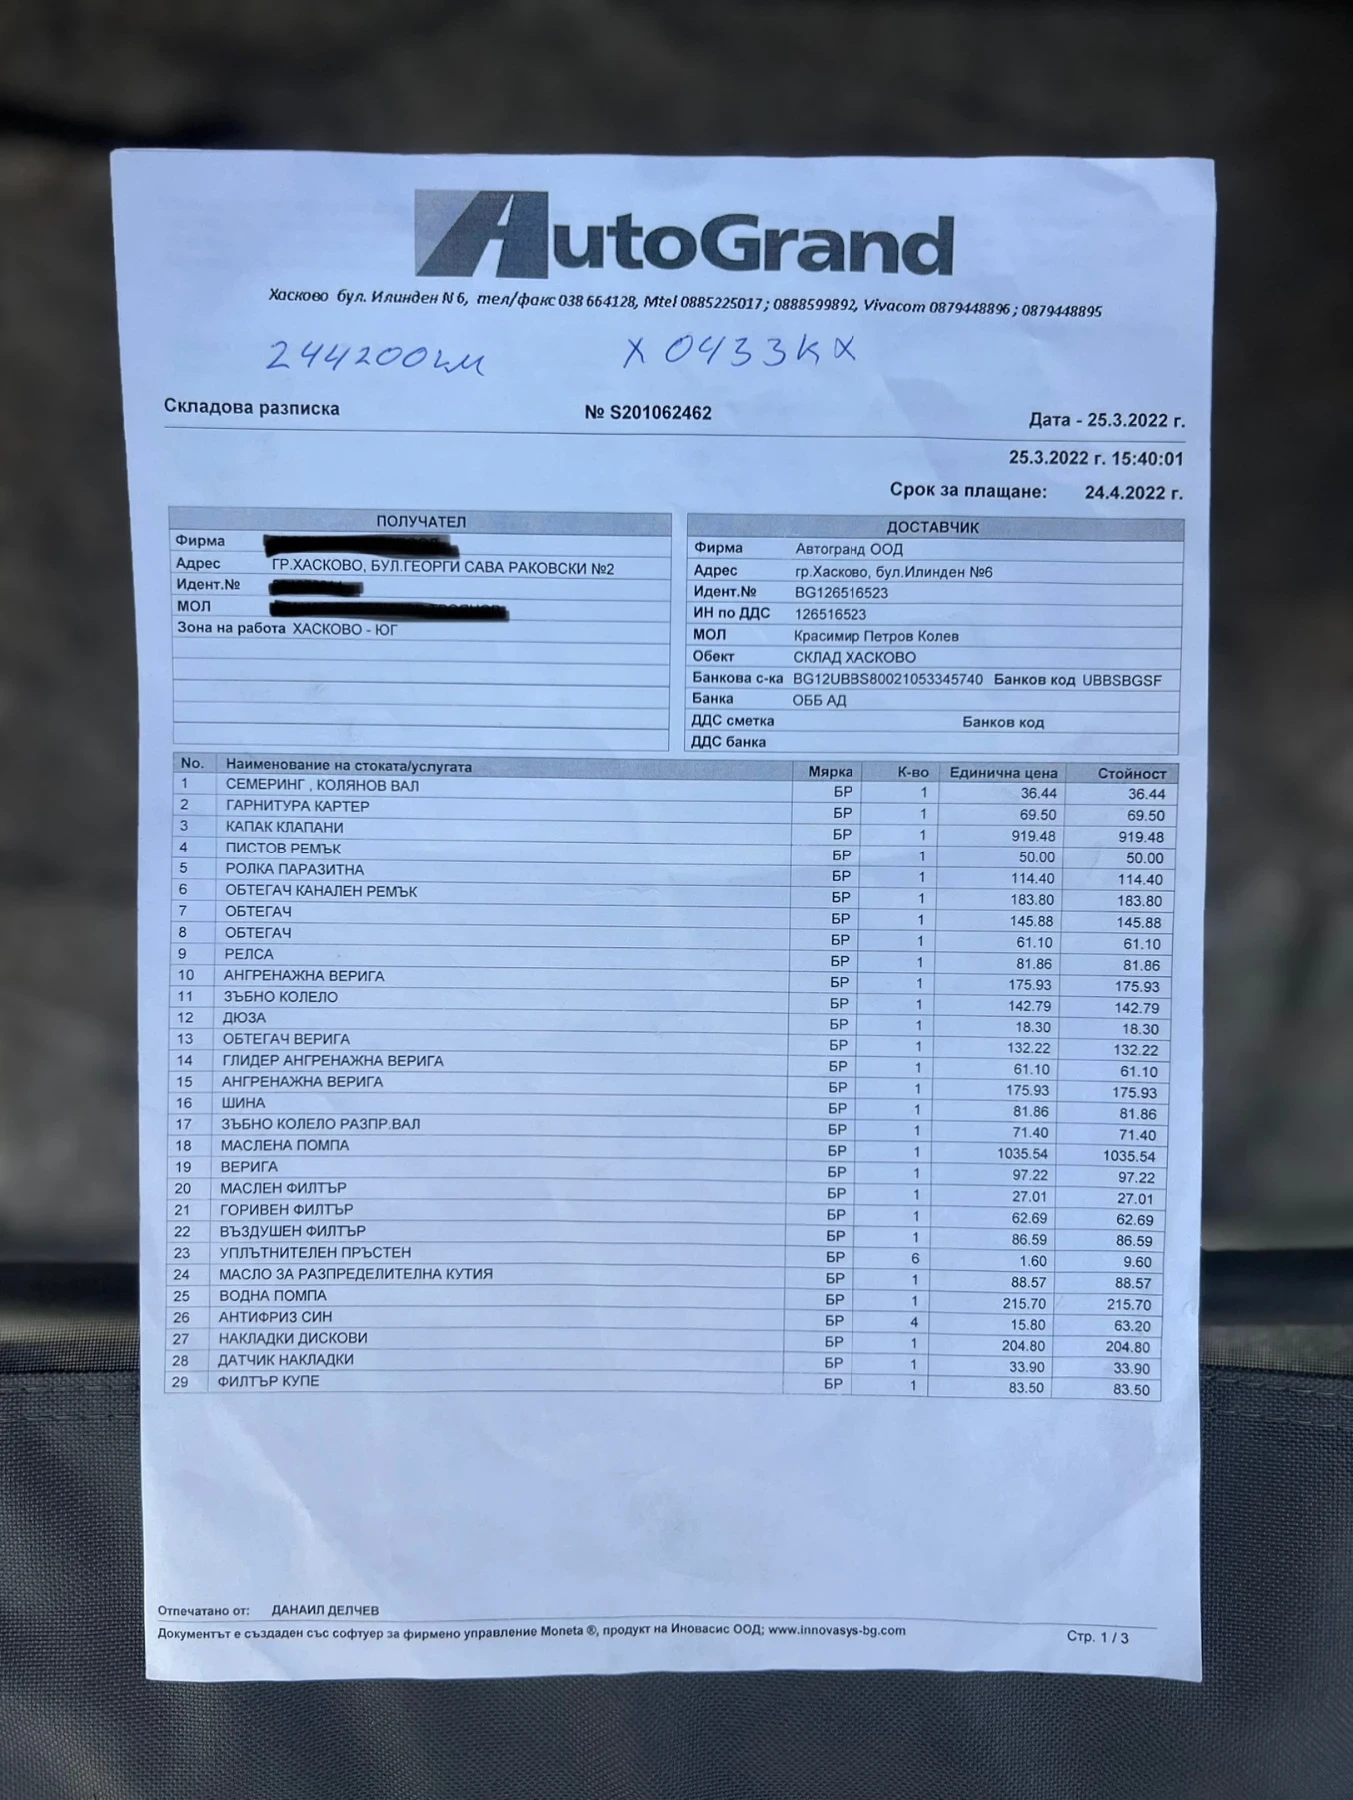 AutoGrand
Хасково бул. Илинден N 6, тел/факс 038 664128, Mtel 0885225017 ; 0888599892, Vivacom 0879448896 ; 0879448895
244200км X0433KX
Складова разписка № S201062462 Дата - 25.3.2022 г.
25.3.2022 г. 15:40:01
Срок за плащане: 24.4.2022 г.
ПОЛУЧАТЕЛ
Фирма
Адрес ГР.ХАСКОВО, БУЛ.ГЕОРГИ САВА РАКОВСКИ №2
Идент.№
МОЛ
Зона на работа ХАСКОВО - ЮГ
ДОСТАВЧИК
Фирма Автогранд ООД
Адрес гр.Хасково, бул.Илинден №6
Идент.№ BG126516523
ИН по ДДС 126516523
МОЛ Красимир Петров Колев
Обект СКЛАД ХАСКОВО
Банкова с-ка BG12UBBS80021053345740 Банков код UBBSBGSF
Банка ОББ АД
ДДС сметка Банков код
ДДС банка
No. Наименование на стоката/услугата Мярка К-во Единична цена Стойност
1 СЕМЕРИНГ , КОЛЯНОВ ВАЛ БР 1 36.44 36.44
2 ГАРНИТУРА КАРТЕР БР 1 69.50 69.50
3 КАПАК КЛАПАНИ БР 1 919.48 919.48
4 ПИСТОВ РЕМЪК БР 1 50.00 50.00
5 РОЛКА ПАРАЗИТНА БР 1 114.40 114.40
6 ОБТЕГАЧ КАНАЛЕН РЕМЪК БР 1 183.80 183.80
7 ОБТЕГАЧ БР 1 145.88 145.88
8 ОБТЕГАЧ БР 1 61.10 61.10
9 РЕЛСА БР 1 81.86 81.86
10 АНГРЕНАЖНА ВЕРИГА БР 1 175.93 175.93
11 ЗЪБНО КОЛЕЛО БР 1 142.79 142.79
12 ДЮЗА БР 1 18.30 18.30
13 ОБТЕГАЧ ВЕРИГА БР 1 132.22 132.22
14 ГЛИДЕР АНГРЕНАЖНА ВЕРИГА БР 1 61.10 61.10
15 АНГРЕНАЖНА ВЕРИГА БР 1 175.93 175.93
16 ШИНА БР 1 81.86 81.86
17 ЗЪБНО КОЛЕЛО РАЗПР.ВАЛ БР 1 71.40 71.40
18 МАСЛЕНА ПОМПА БР 1 1035.54 1035.54
19 ВЕРИГА БР 1 97.22 97.22
20 МАСЛЕН ФИЛТЪР БР 1 27.01 27.01
21 ГОРИВЕН ФИЛТЪР БР 1 62.69 62.69
22 ВЪЗДУШЕН ФИЛТЪР БР 1 86.59 86.59
23 УПЛЪТНИТЕЛЕН ПРЪСТЕН БР 6 1.60 9.60
24 МАСЛО ЗА РАЗПРЕДЕЛИТЕЛНА КУТИЯ БР 1 88.57 88.57
25 ВОДНА ПОМПА БР 1 215.70 215.70
26 АНТИФРИЗ СИН БР 4 15.80 63.20
27 НАКЛАДКИ ДИСКОВИ БР 1 204.80 204.80
28 ДАТЧИК НАКЛАДКИ БР 1 33.90 33.90
29 ФИЛТЪР КУПЕ БР 1 83.50 83.50
Отпечатано от: ДАНАИЛ ДЕЛЧЕВ
Документът е създаден със софтуер за фирмено управление Moneta ®, продукт на Иновасис ООД; www.innovasys-bg.com
Стр. 1 / 3